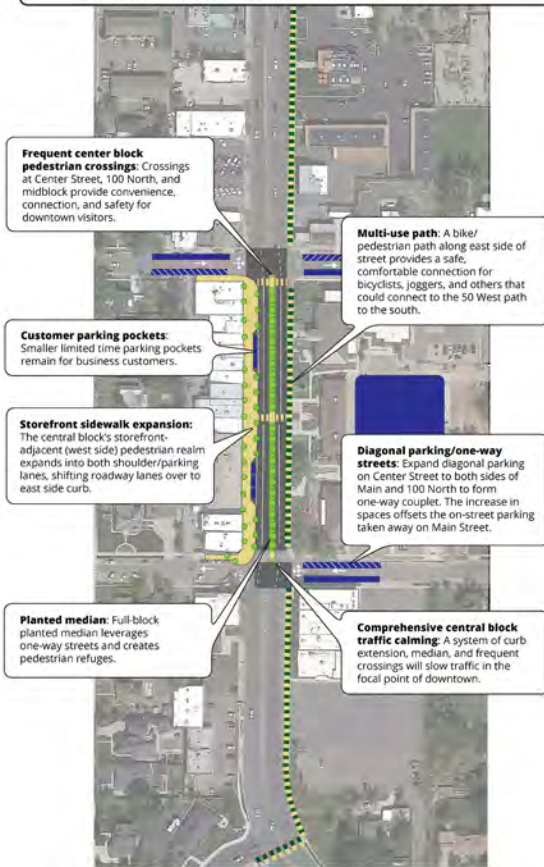 Frequent center block
pedestrian crossings: Crossings
at Center Street, 100 North, and
midblock provide convenience,
connection, and safety for
downtown visitors.
Multi-use path: A bike/
pedestrian path along east side of
street provides a safe,
comfortable connection for
bicyclists, joggers, and others that
could connect to the 50 West path
to the south.
Customer parking pockets:
Smaller limited time parking pockets
remain for business customers.
Storefront sidewalk expansion:
The central block's storefront-
adjacent (west side) pedestrian realm
expands into both shoulder/parking
lanes, shifting roadway lanes over to
east side curb.
Diagonal parking/one-way
streets: Expand diagonal parking
on Center Street to both sides of
Main and 100 North to form
one-way couplet. The increase in
spaces offsets the on-street parking
taken away on Main Street.
Planted median: Full-block
planted median leverages
one-way streets and creates
pedestrian refuges.
Comprehensive central block
traffic calming: A system of curb
extension, median, and frequent
crossings will slow traffic in the
focal point of downtown.